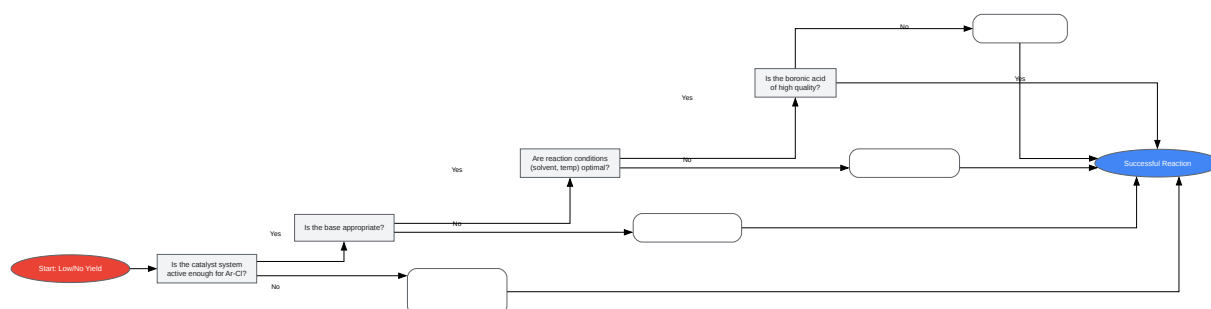 No
Is the boronic acid
of high quality?
Yes
Yes
Are reaction conditions
(solvent, temp) optimal?
No
Successful Reaction
Yes
Is the base appropriate?
No
Yes
Start: Low/No Yield
Is the catalyst system
active enough for Ar-Cl?
No